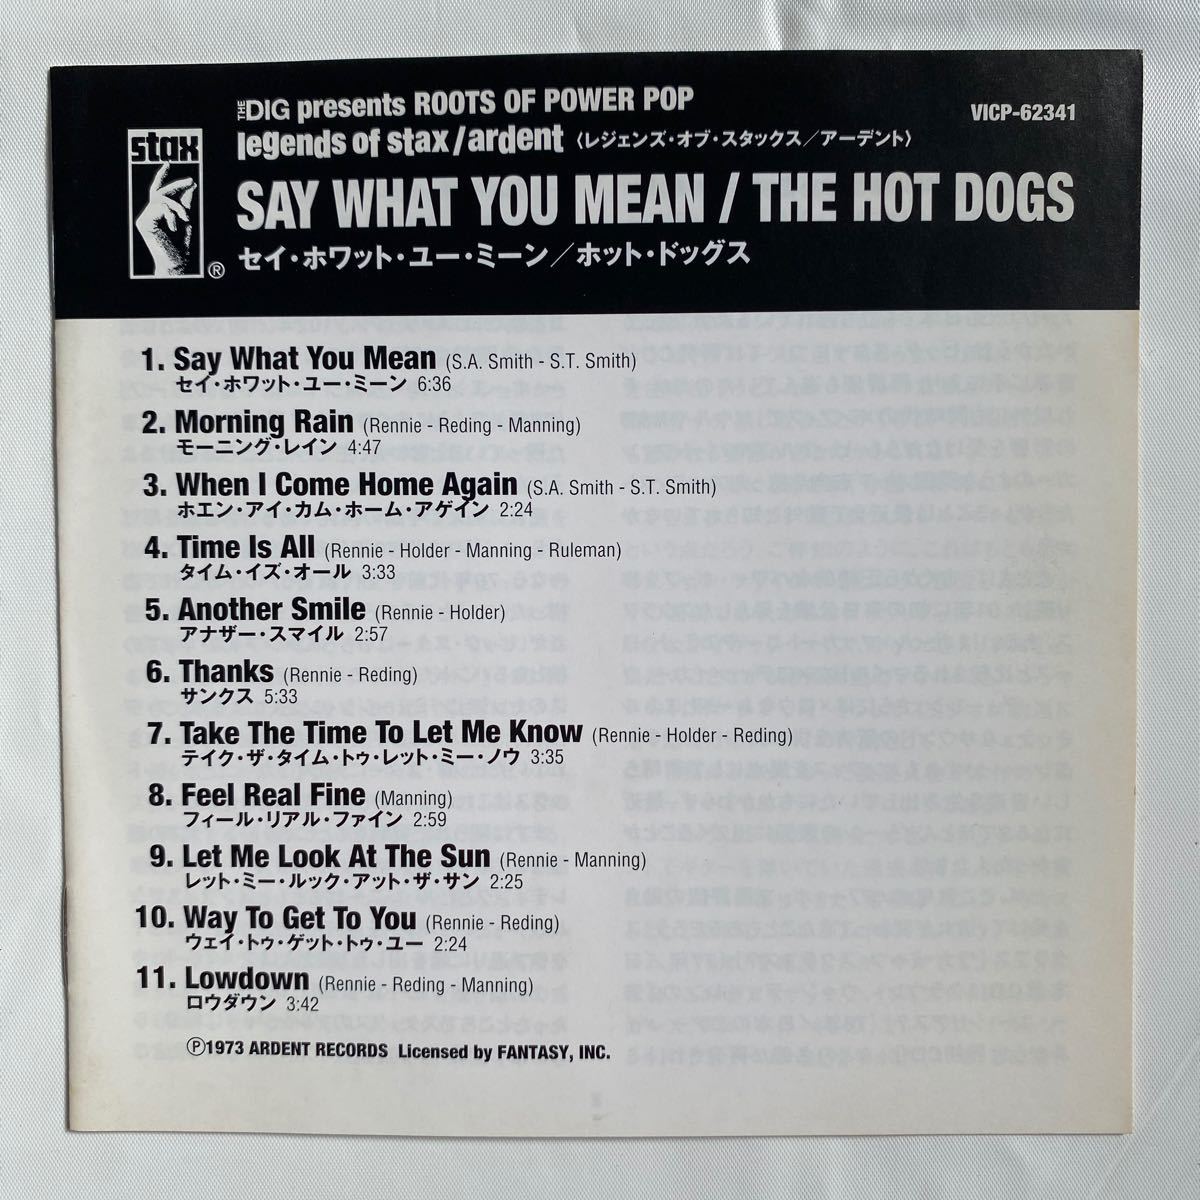 THE DIG presents ROOTS OF POWER POP
VICP-62341
stax
legends of stax/ardent〈レジェンズ・オブ・スタックス／アーデント〉
SAY WHAT YOU MEAN / THE HOT DOGS
®
セイ・ホワット・ユー・ミーン／ホット・ドッグス
1. Say What You Mean (S.A. Smith - S.T. Smith)
セイ・ホワット・ユー・ミーン 6:36
2. Morning Rain (Rennie - Reding - Manning)
モーニング・レイン 4:47
3. When I Come Home Again (S.A. Smith - S.T. Smith)
ホエン・アイ・カム・ホーム・アゲイン 2:24
4. Time Is All (Rennie - Holder - Manning - Ruleman)
タイム・イズ・オール 3:33
5. Another Smile (Rennie - Holder)
アナザー・スマイル 2:57
6. Thanks (Rennie - Reding)
サンクス 5:33
7. Take The Time To Let Me Know (Rennie - Holder - Reding)
テイク・ザ・タイム・トゥ・レット・ミー・ノウ 3:35
8. Feel Real Fine (Manning)
フィール・リアル・ファイン 2:59
9. Let Me Look At The Sun (Rennie - Manning)
レット・ミー・ルック・アット・ザ・サン 2:25
10. Way To Get To You (Rennie - Reding)
ウェイ・トゥ・ゲット・トゥ・ユー 2:24
11. Lowdown (Rennie - Reding - Manning)
ロウダウン 3:42
Ⓟ1973 ARDENT RECORDS Licensed by FANTASY, INC.